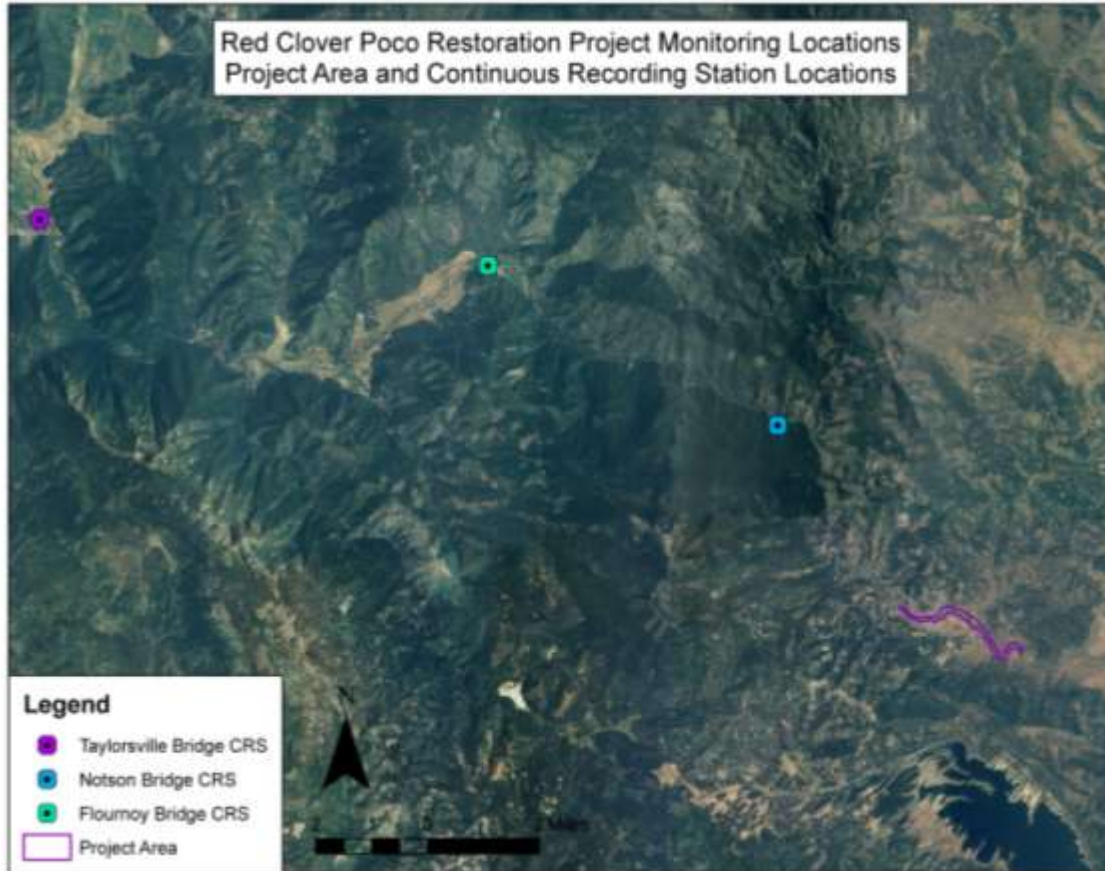 Red Clover Poco Restoration Project Monitoring Locations
Project Area and Continuous Recording Station Locations
N
Legend
Taylorsville Bridge CRS
Notson Bridge CRS
Flournoy Bridge CRS
Project Area